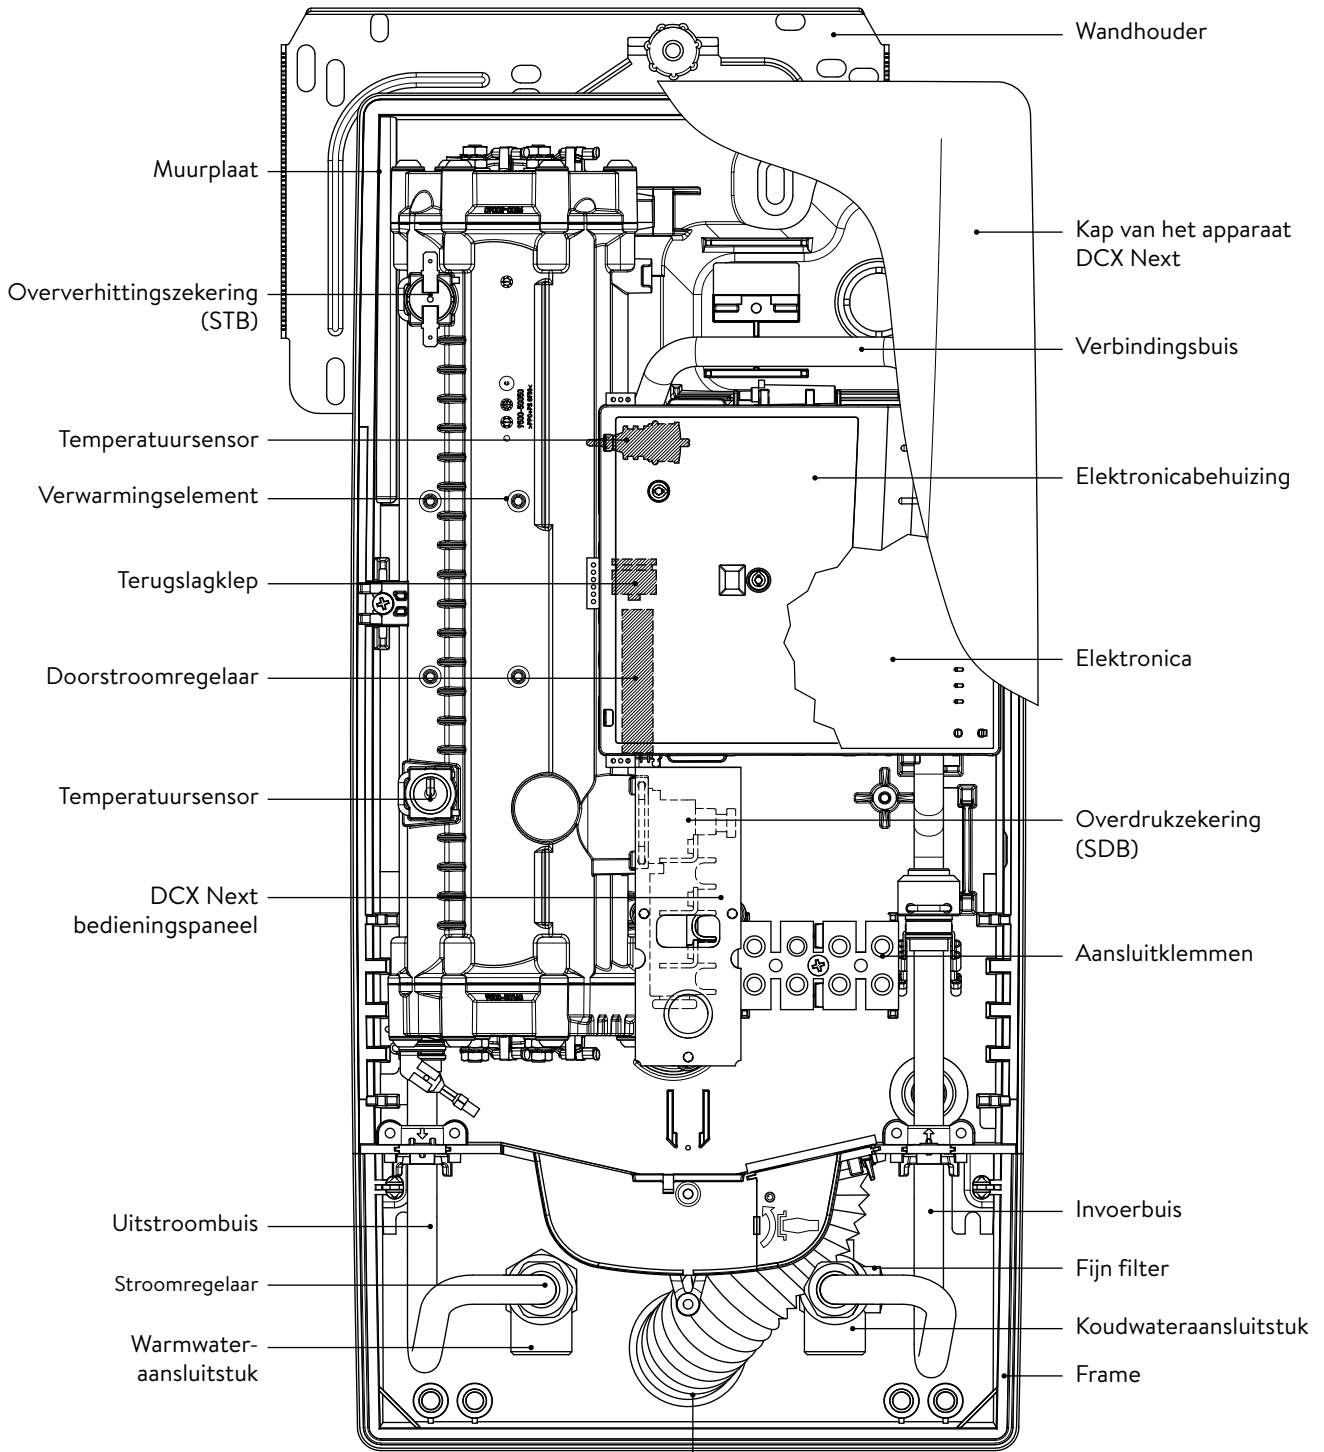 Wandhouder
Muurplaat
Kap van het apparaat
DCX Next
Oververhittingszekering
(STB)
Verbindingsbuis
Temperatuursensor
Verwarmingselement
Elektronicabehuizing
Terugslagklep
Doorstroomregelaar
Elektronica
Temperatuursensor
Overdrukzekering
(SDB)
DCX Next
bedieningspaneel
Aansluitklemmen
Uitstroombuis
Invoerbuis
Stroomregelaar
Fijn filter
Warmwater-
aansluitstuk
Koudwateraansluitstuk
Frame